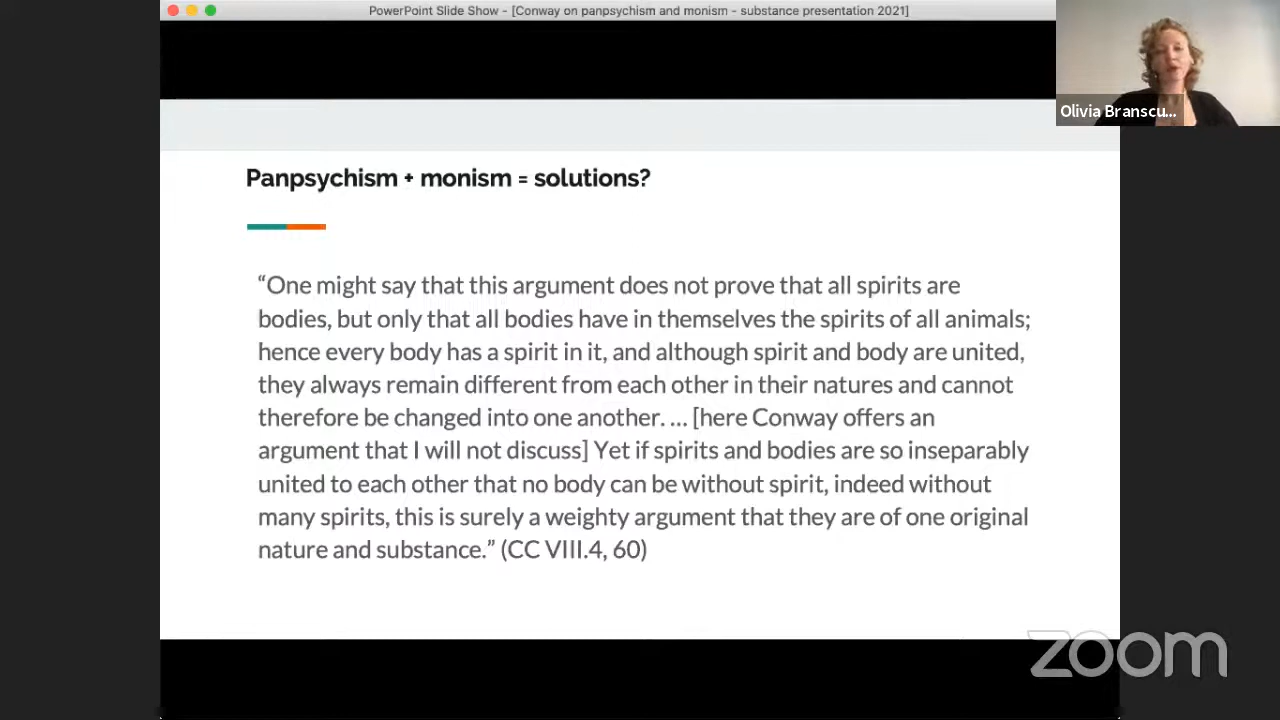 PowerPoint Slide Show - [Conway on panpsychism and monism - substance presentation 2021]
Olivia Branscu...
Panpsychism + monism = solutions?
“One might say that this argument does not prove that all spirits are
bodies, but only that all bodies have in themselves the spirits of all animals;
hence every body has a spirit in it, and although spirit and body are united,
they always remain different from each other in their natures and cannot
therefore be changed into one another. ... [here Conway offers an
argument that I will not discuss] Yet if spirits and bodies are so inseparably
united to each other that no body can be without spirit, indeed without
many spirits, this is surely a weighty argument that they are of one original
nature and substance.” (CC VIII.4, 60)
zoom